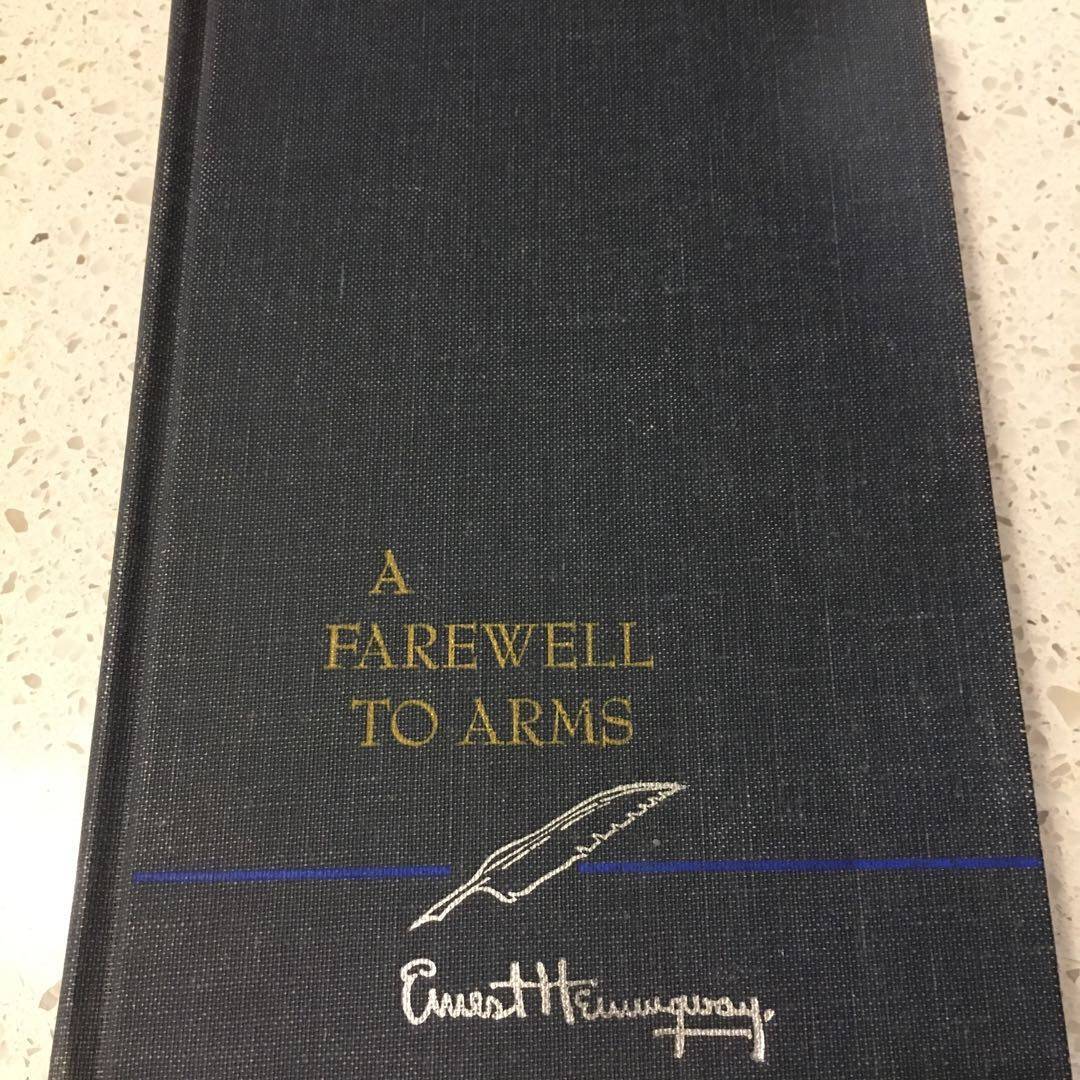 A
FAREWELL
TO ARMS
Ernest Hemingway.